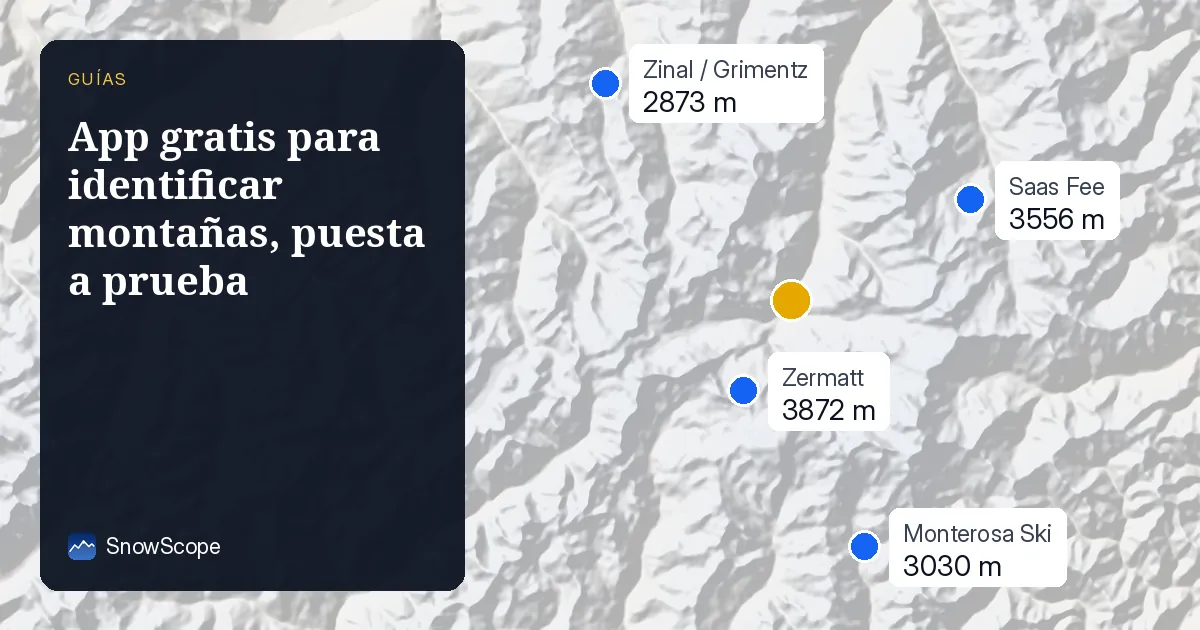 GUÍAS
App gratis para
identificar
montañas, puesta
a prueba
SnowScope
Zinal / Grimentz
2873 m
Saas Fee
3556 m
Zermatt
3872 m
Monterosa Ski
3030 m